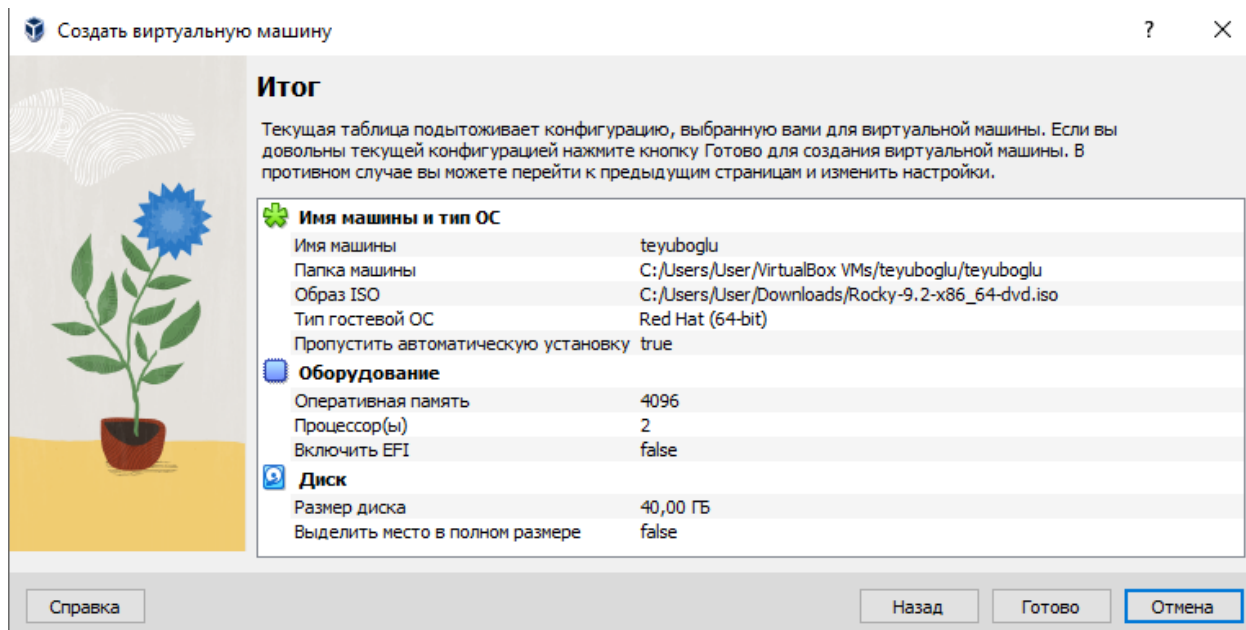 Создать виртуальную машину
?
Итог
Текущая таблица подытоживает конфигурацию, выбранную вами для виртуальной машины. Если вы
довольны текущей конфигурацией нажмите кнопку Готово для создания виртуальной машины. В
противном случае вы можете перейти к предыдущим страницам и изменить настройки.
Имя машины и тип ОС
Имя машины teyuboglu
Папка машины C:/Users/User/VirtualBox VMs/teyuboglu/teyuboglu
Образ ISO C:/Users/User/Downloads/Rocky-9.2-x86_64-dvd.iso
Тип гостевой ОС Red Hat (64-bit)
Пропустить автоматическую установку true
Оборудование
Оперативная память 4096
Процессор(ы) 2
Включить EFI false
Диск
Размер диска 40,00 ГБ
Выделить место в полном размере false
Справка Назад Готово Отмена